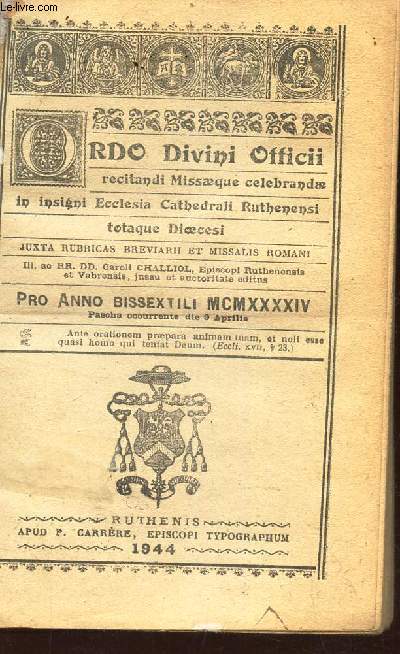 Le-livre.com
ORDO Divini Officii
recitandi Missæque celebrandæ
in insigni Ecclesia Cathedrali Ruthenensi
totaque Diœcesi
JUXTA RUBRICAS BREVIARII ET MISSALIS ROMANI
Ill. ac RR. DD. Caroli CHALLIOL, Episcopi Ruthenensis
et Vabrensis, jussu et auctoritate editus
PRO ANNO BISSEXTILI MCMXXXXIV
Pascha occurrente die 9 Aprilis
Ante orationem præpara animam tuam, et noli esse
quasi homo qui tentat Deum. (Eccli. xvii, ℣ 23.)
RUTHENIS
APUD P. CARRÈRE, EPISCOPI TYPOGRAPHUM
1944